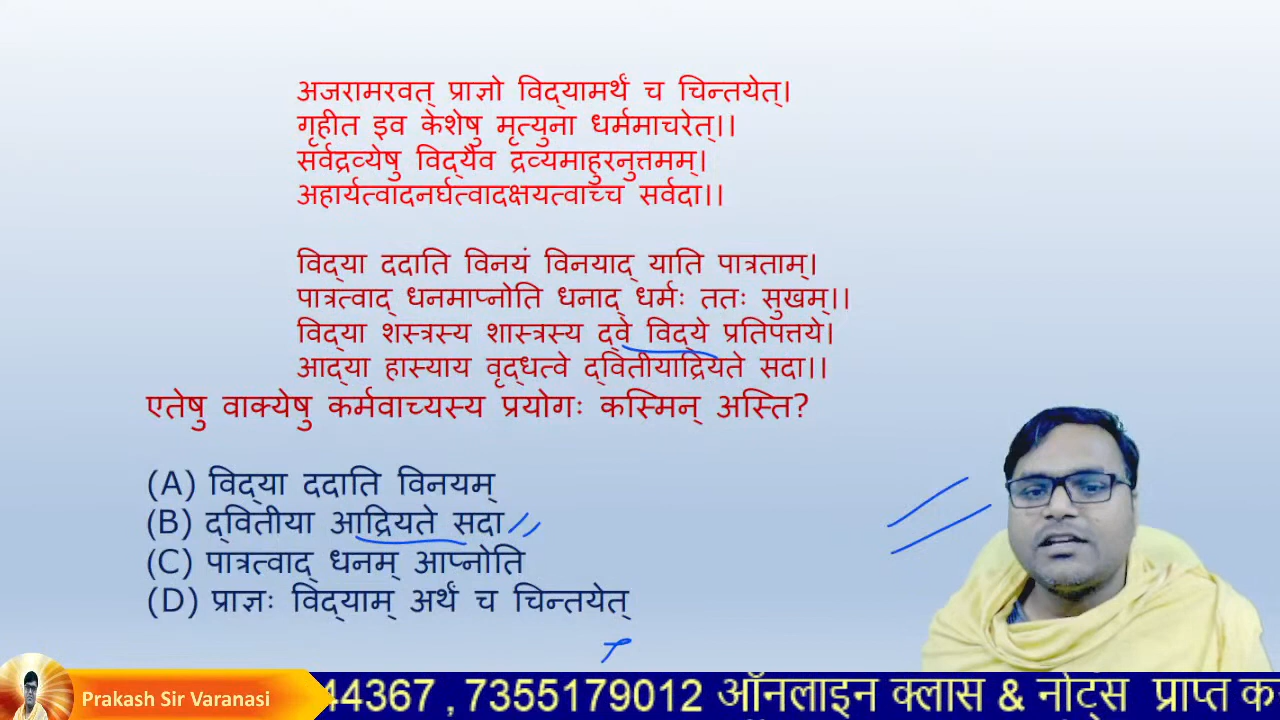 अजरामरवत् प्राज्ञो विद्यामर्थं च चिन्तयेत्।
गृहीत इव केशेषु मृत्युना धर्ममाचरेत्।।
सर्वद्रव्येषु विद्यैव द्रव्यमाहुरनुत्तमम्।
अहार्यत्वादनर्घत्वादक्षयत्वाच्च सर्वदा।।
विद्या ददाति विनयं विनयाद् याति पात्रताम्।
पात्रत्वाद् धनमाप्नोति धनाद् धर्मः ततः सुखम्।।
विद्या शस्त्रस्य शास्त्रस्य द्वे विद्ये प्रतिपत्तये।
आद्या हास्याय वृद्धत्वे द्वितीयाद्रियते सदा।।
एतेषु वाक्येषु कर्मवाच्यस्य प्रयोगः कस्मिन् अस्ति?
(A) विद्या ददाति विनयम्
(B) द्वितीया आद्रियते सदा
(C) पात्रत्वाद् धनम् आप्नोति
(D) प्राज्ञः विद्याम् अर्थं च चिन्तयेत्
Prakash Sir Varanasi
44367 , 7355179012 ऑनलाइन क्लास & नोट्स प्राप्त क